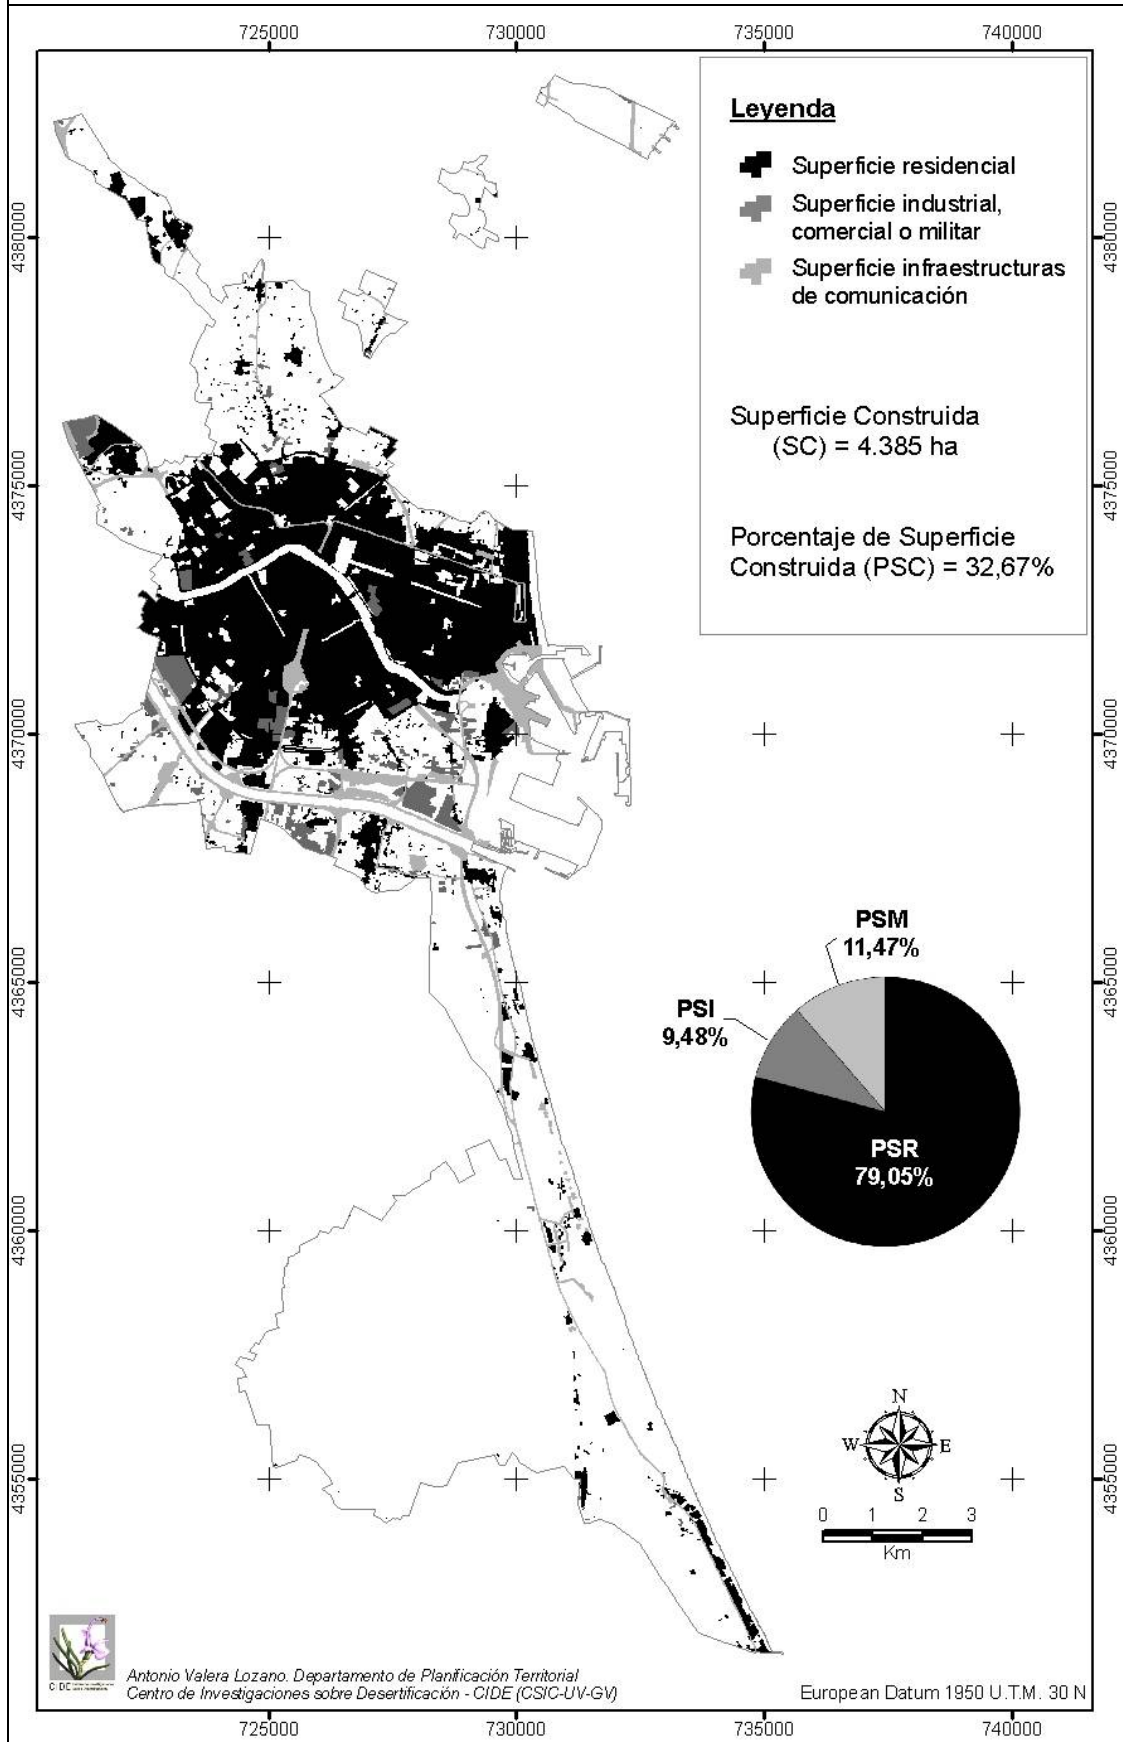 725000 730000 735000 740000
Leyenda
Superficie residencial
Superficie industrial,
comercial o militar
Superficie infraestructuras
de comunicación
Superficie Construida
(SC) = 4.385 ha
Porcentaje de Superficie
Construida (PSC) = 32,67%
4380000 4380000
4375000 4375000
4370000 4370000
4365000 4365000
4360000 4360000
4355000 4355000
PSM
11,47%
PSI
9,48%
PSR
79,05%
N
W E
S
0 1 2 3
Km
CIDE
Antonio Valera Lozano. Departamento de Planificación Territorial
Centro de Investigaciones sobre Desertificación - CIDE (CSIC-UV-GV)
European Datum 1950 U.T.M. 30 N
725000 730000 735000 740000